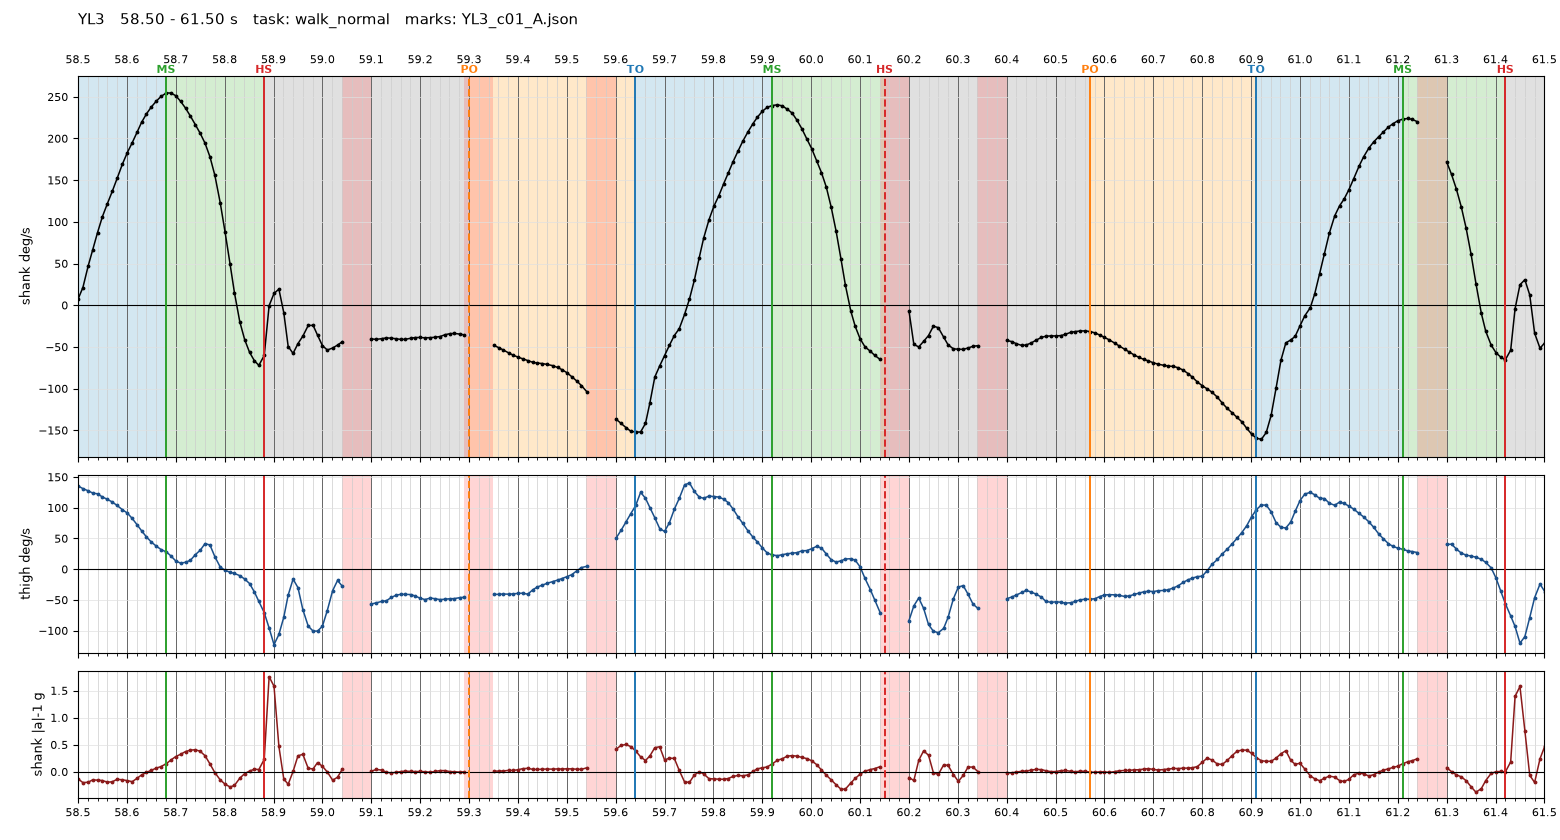 YL3   58.50 - 61.50 s   task: walk_normal   marks: YL3_c01_A.json
58.5 58.6 58.7 58.8 58.9 59.0 59.1 59.2 59.3 59.4 59.5 59.6 59.7 59.8 59.9 60.0 60.1 60.2 60.3 60.4 60.5 60.6 60.7 60.8 60.9 61.0 61.1 61.2 61.3 61.4 61.5
MS HS PO TO MS HS PO TO MS HS
shank deg/s
250
200
150
100
50
0
−50
−100
−150
thigh deg/s
150
100
50
0
−50
−100
shank |a|-1 g
1.5
1.0
0.5
0.0
58.5 58.6 58.7 58.8 58.9 59.0 59.1 59.2 59.3 59.4 59.5 59.6 59.7 59.8 59.9 60.0 60.1 60.2 60.3 60.4 60.5 60.6 60.7 60.8 60.9 61.0 61.1 61.2 61.3 61.4 61.5